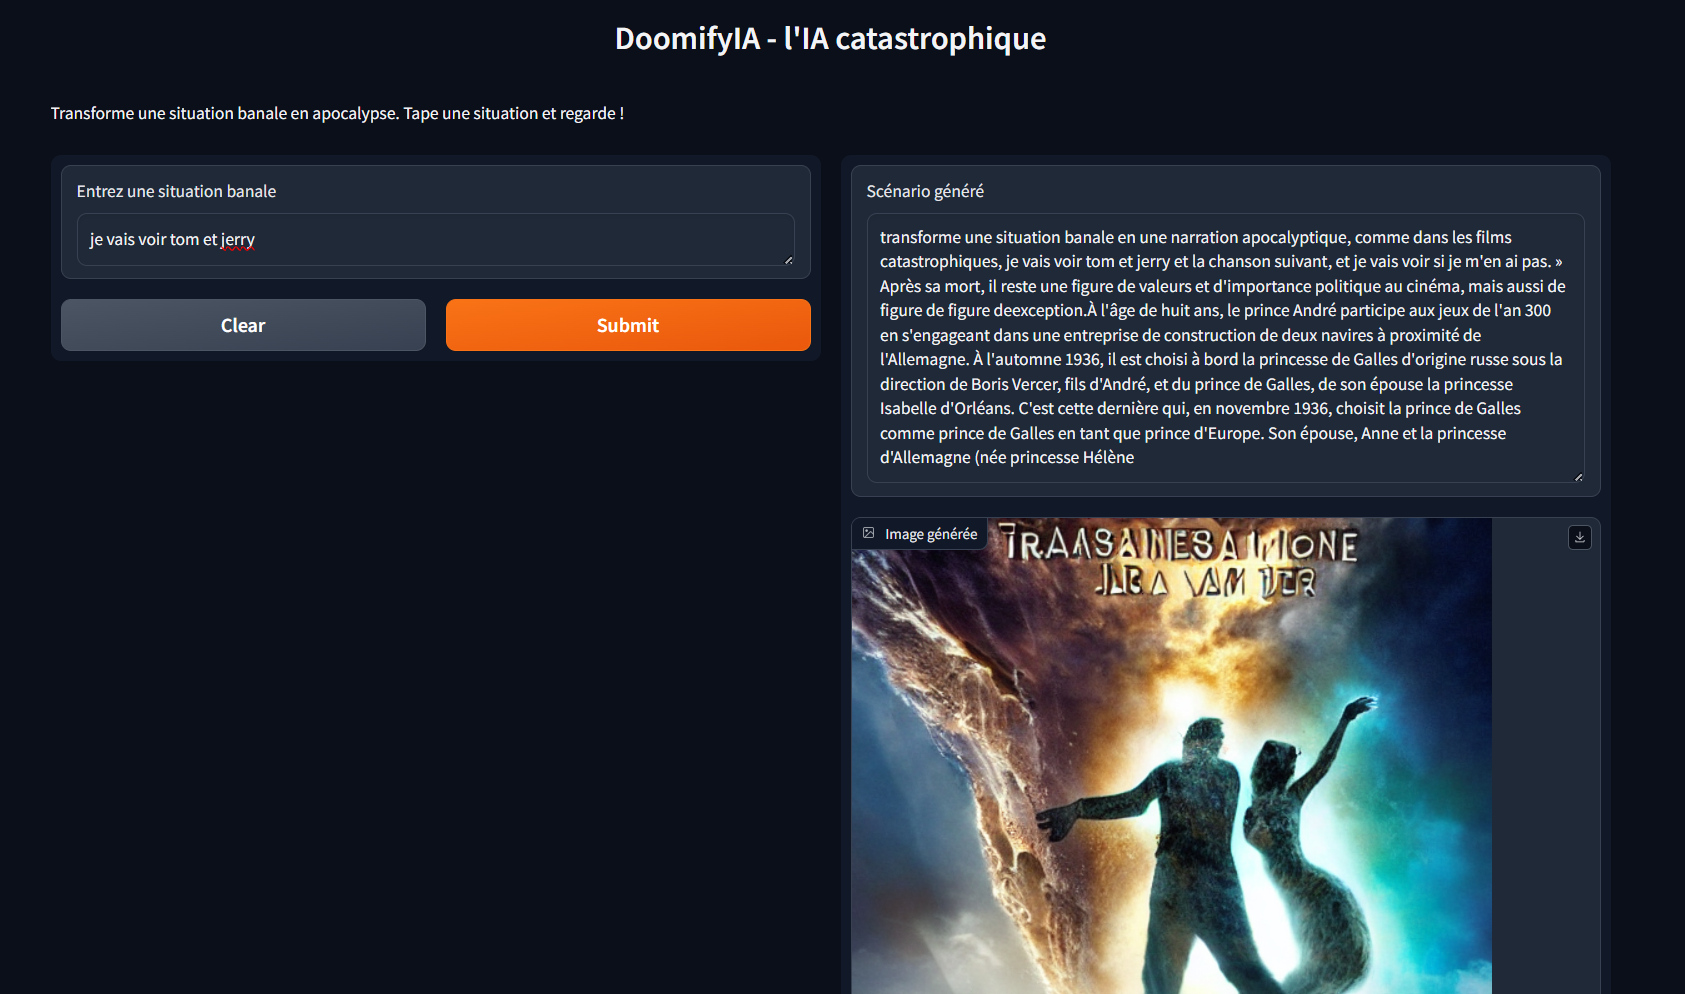 DoomifyIA - l'IA catastrophique
Transforme une situation banale en apocalypse. Tape une situation et regarde !
Entrez une situation banale
je vais voir tom et jerry
Clear
Submit
Scénario généré
transforme une situation banale en une narration apocalyptique, comme dans les films
catastrophiques, je vais voir tom et jerry et la chanson suivant, et je vais voir si je m'en ai pas. »
Après sa mort, il reste une figure de valeurs et d'importance politique au cinéma, mais aussi de
figure de figure deexception.À l'âge de huit ans, le prince André participe aux jeux de l'an 300
en s'engageant dans une entreprise de construction de deux navires à proximité de
l'Allemagne. À l'automne 1936, il est choisi à bord la princesse de Galles d'origine russe sous la
direction de Boris Vercer, fils d'André, et du prince de Galles, de son épouse la princesse
Isabelle d'Orléans. C'est cette dernière qui, en novembre 1936, choisit la prince de Galles
comme prince de Galles en tant que prince d'Europe. Son épouse, Anne et la princesse
d'Allemagne (née princesse Hélène
Image générée